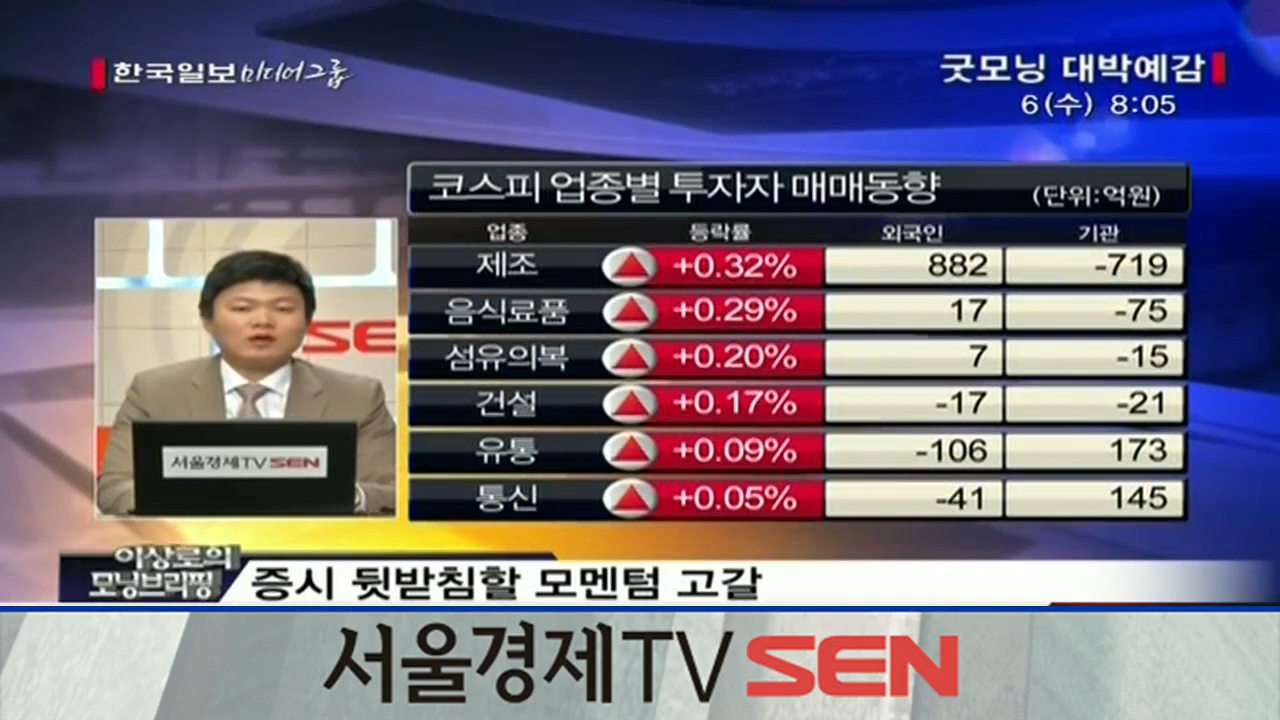 한국일보 미디어그룹
굿모닝 대박예감
6(수) 8:05
코스피 업종별 투자자 매매동향 (단위:억원)
업종 등락률 외국인 기관
제조 +0.32% 882 -719
음식료품 +0.29% 17 -75
섬유의복 +0.20% 7 -15
건설 +0.17% -17 -21
유통 +0.09% -106 173
통신 +0.05% -41 145
SE
서울경제TV SEN
이상로의
모닝브리핑
증시 뒷받침할 모멘텀 고갈
서울경제TV SEN